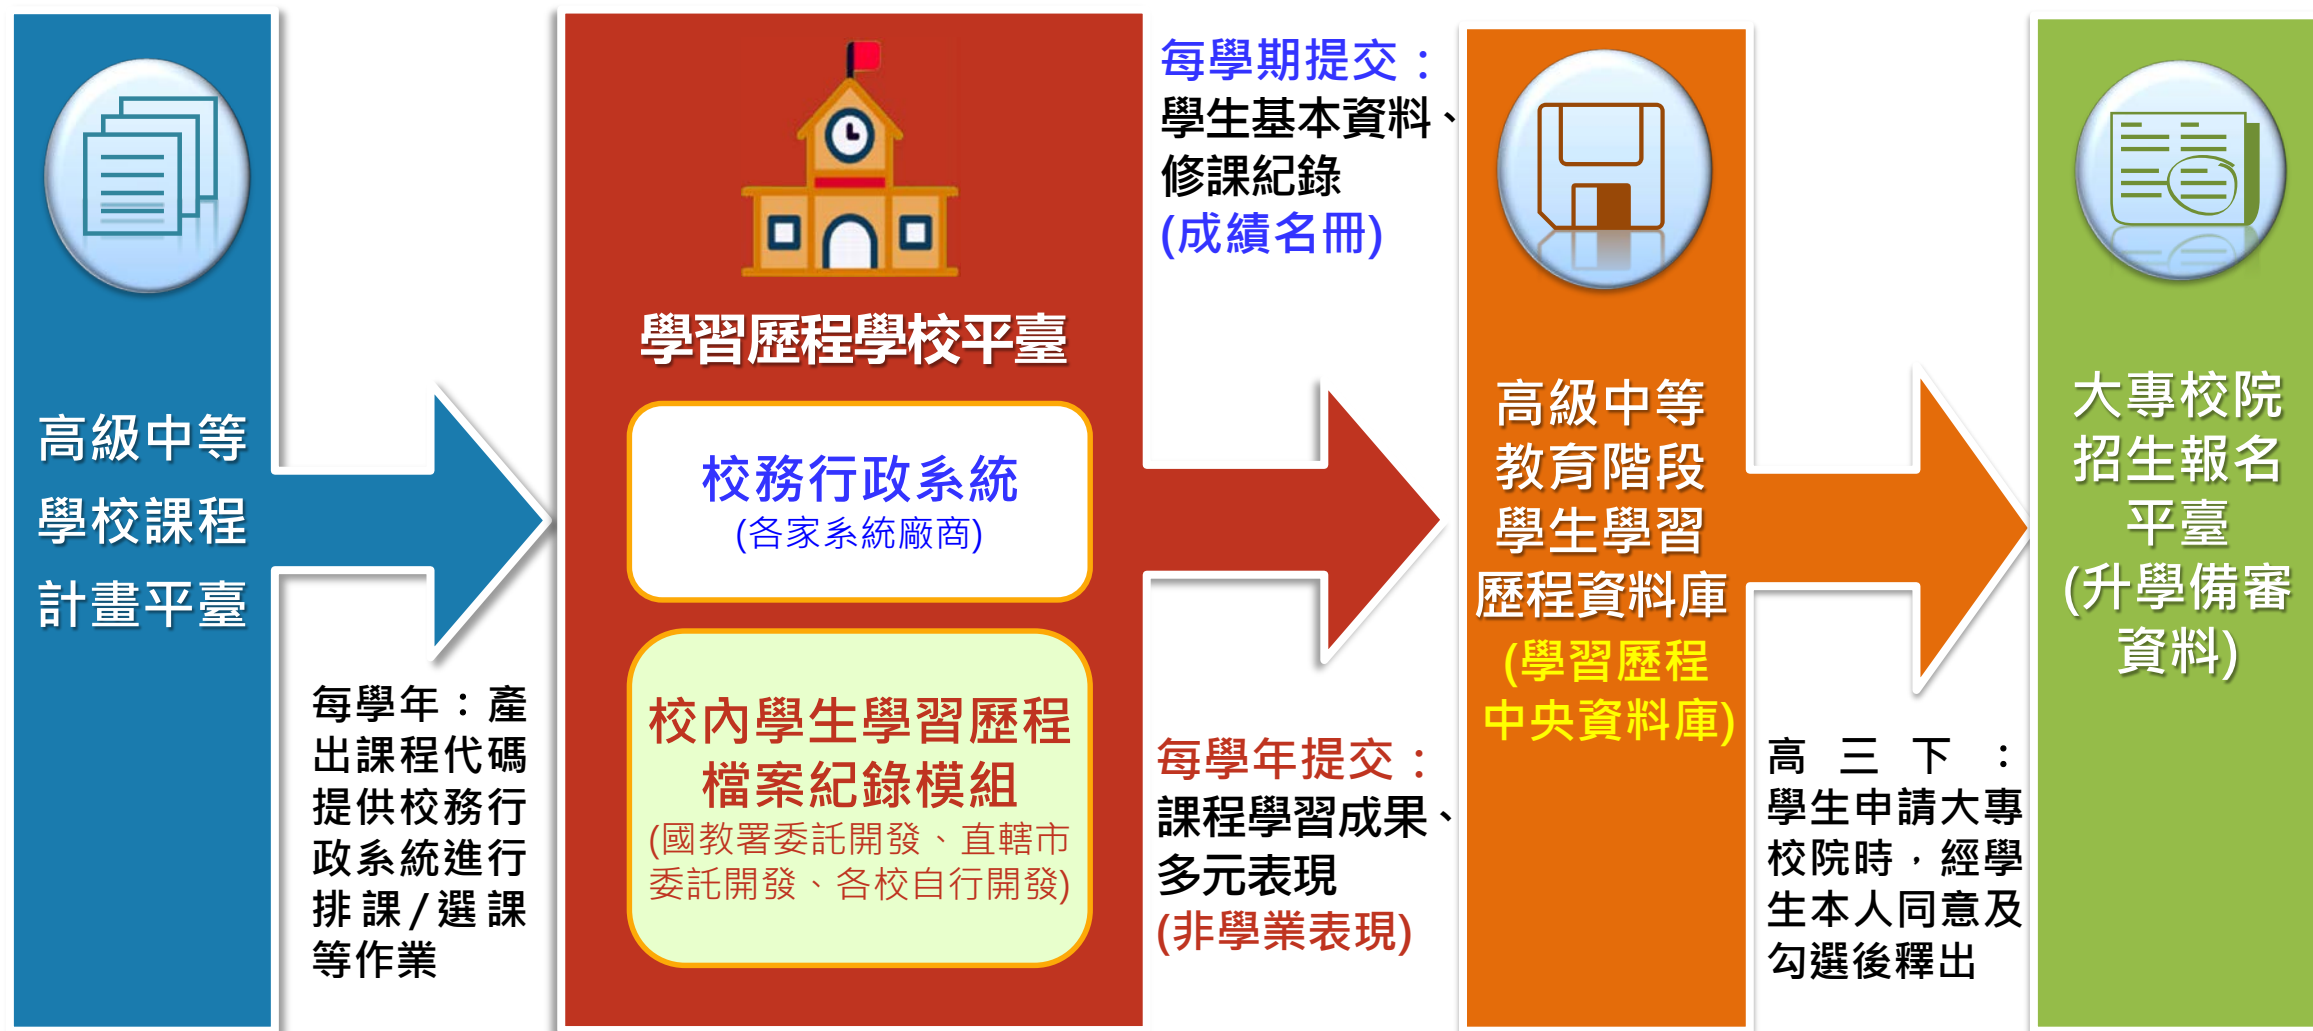 高級中等
學校課程
計畫平臺
每學年：產
出課程代碼
提供校務行
政系統進行
排課/選課
等作業
學習歷程學校平臺
校務行政系統
(各家系統廠商)
校內學生學習歷程
檔案紀錄模組
(國教署委託開發、直轄市
委託開發、各校自行開發)
每學期提交：
學生基本資料、
修課紀錄
(成績名冊)
每學年提交：
課程學習成果、
多元表現
(非學業表現)
高級中等
教育階段
學生學習
歷程資料庫
(學習歷程
中央資料庫)
高三下：
學生申請大專
校院時，經學
生本人同意及
勾選後釋出
大專校院
招生報名
平臺
(升學備審
資料)